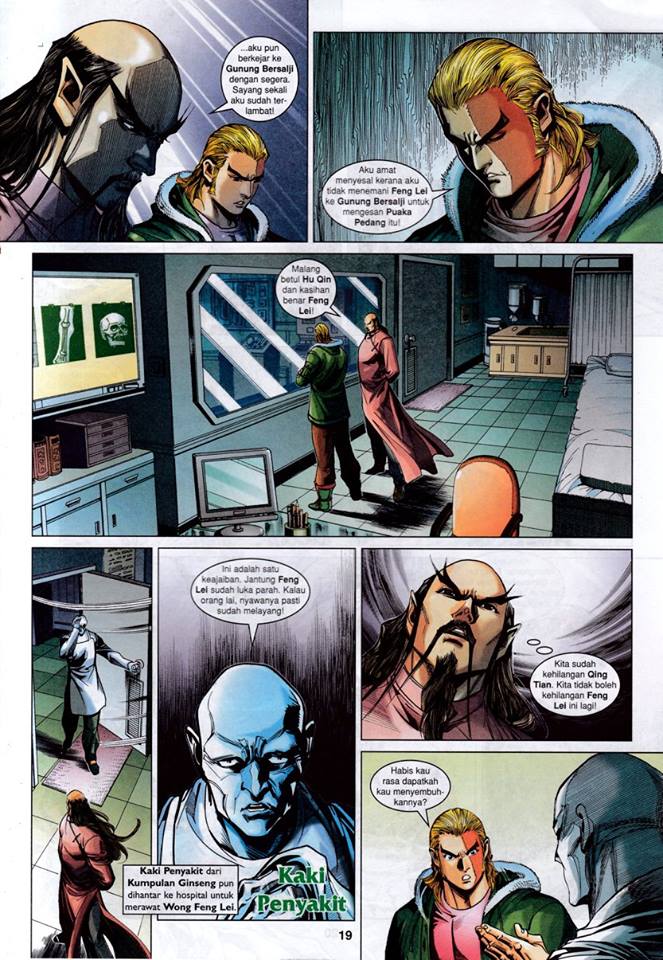 ...aku pun
berkejar ke
Gunung Bersalji
dengan segera.
Sayang sekali
aku sudah ter-
lambat!
Aku amat
menyesal kerana aku
tidak menemani Feng Lei
ke Gunung Bersalji untuk
mengesan Puaka
Pedang itu!
Malang
betul Hu Qin
dan kasihan
benar Feng
Lei!
Ini adalah satu
keajaiban. Jantung Feng
Lei sudah luka parah. Kalau
orang lai, nyawanya pasti
sudah melayang!
Kita sudah
kehilangan Qing
Tian. Kita tidak boleh
kehilangan Feng
Lei ini lagi!
Kaki Penyakit dari
Kumpulan Ginseng pun
dihantar ke hospital untuk
merawat Wong Feng Lei.
Kaki
Penyakit
Habis kau
rasa dapatkah
kau menyembuh-
kannya?
19